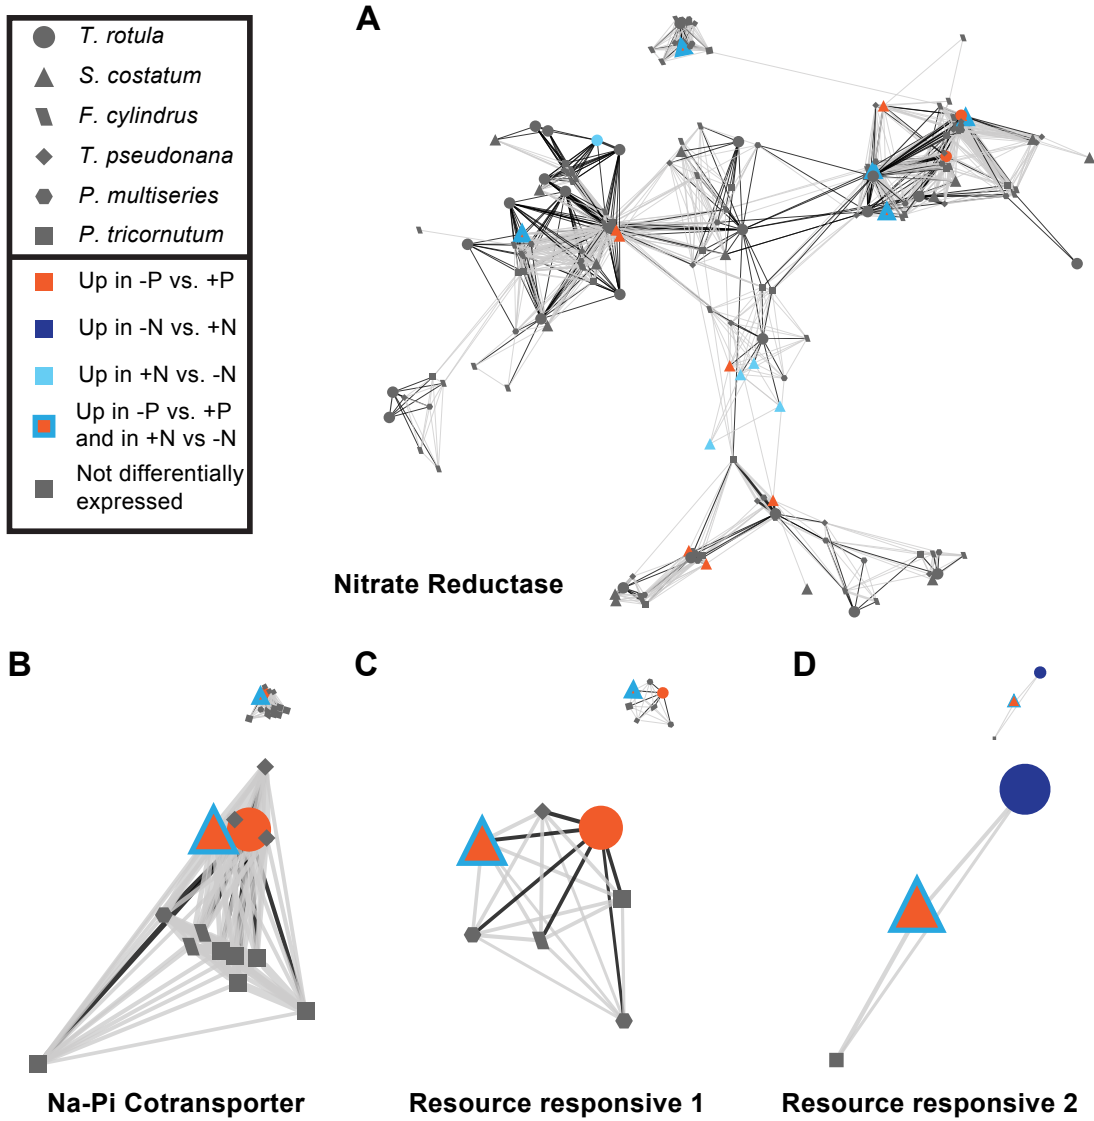 A
T. rotula
S. costatum
F. cylindrus
T. pseudonana
P. multiseries
P. tricornutum
Up in -P vs. +P
Up in -N vs. +N
Up in +N vs. -N
Up in -P vs. +P
and in +N vs -N
Not differentially
expressed
Nitrate Reductase
B
C
D
Na-Pi Cotransporter
Resource responsive 1
Resource responsive 2